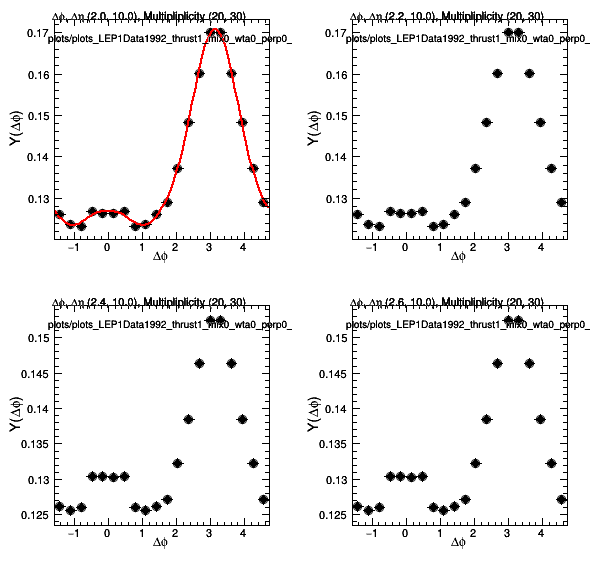 Δφ, Δη (2.0, 10.0), Multipliplicity (20, 30)
plots/plots_LEP1Data1992_thrust1_mix0_wta0_perp0_
Y(Δφ)
0.17
0.16
0.15
0.14
0.13
−1 0 1 2 3 4
Δφ
Δφ, Δη (2.2, 10.0), Multipliplicity (20, 30)
plots/plots_LEP1Data1992_thrust1_mix0_wta0_perp0_
Y(Δφ)
0.17
0.16
0.15
0.14
0.13
−1 0 1 2 3 4
Δφ
Δφ, Δη (2.4, 10.0), Multipliplicity (20, 30)
plots/plots_LEP1Data1992_thrust1_mix0_wta0_perp0_
Y(Δφ)
0.15
0.145
0.14
0.135
0.13
0.125
−1 0 1 2 3 4
Δφ
Δφ, Δη (2.6, 10.0), Multipliplicity (20, 30)
plots/plots_LEP1Data1992_thrust1_mix0_wta0_perp0_
Y(Δφ)
0.15
0.145
0.14
0.135
0.13
0.125
−1 0 1 2 3 4
Δφ